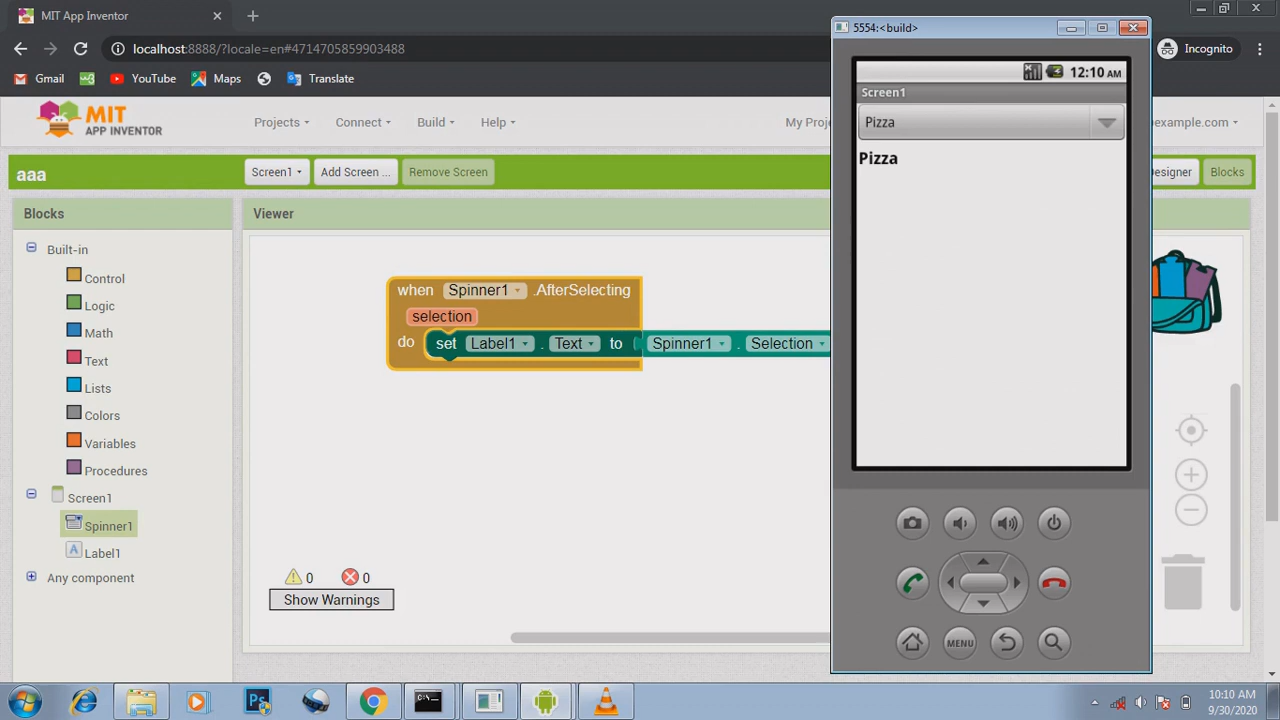 MIT App Inventor
localhost:8888/?locale=en#4714705859903488
Incognito
Gmail
YouTube
Maps
Translate
MIT
APP INVENTOR
Projects
Connect
Build
Help
My Proj
example.com
aaa
Screen1
Add Screen ...
Remove Screen
Designer
Blocks
Blocks
Built-in
Control
Logic
Math
Text
Lists
Colors
Variables
Procedures
Screen1
Spinner1
A Label1
Any component
Viewer
when Spinner1 .AfterSelecting
selection
do set Label1 . Text to Spinner1 . Selection
0 0
Show Warnings
5554:<build>
12:10 AM
Screen1
Pizza
Pizza
MENU
Ps
10:10 AM
9/30/2020